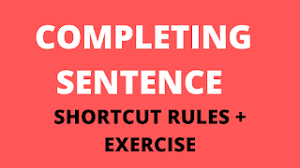 COMPLETING
SENTENCE
SHORTCUT RULES +
EXERCISE